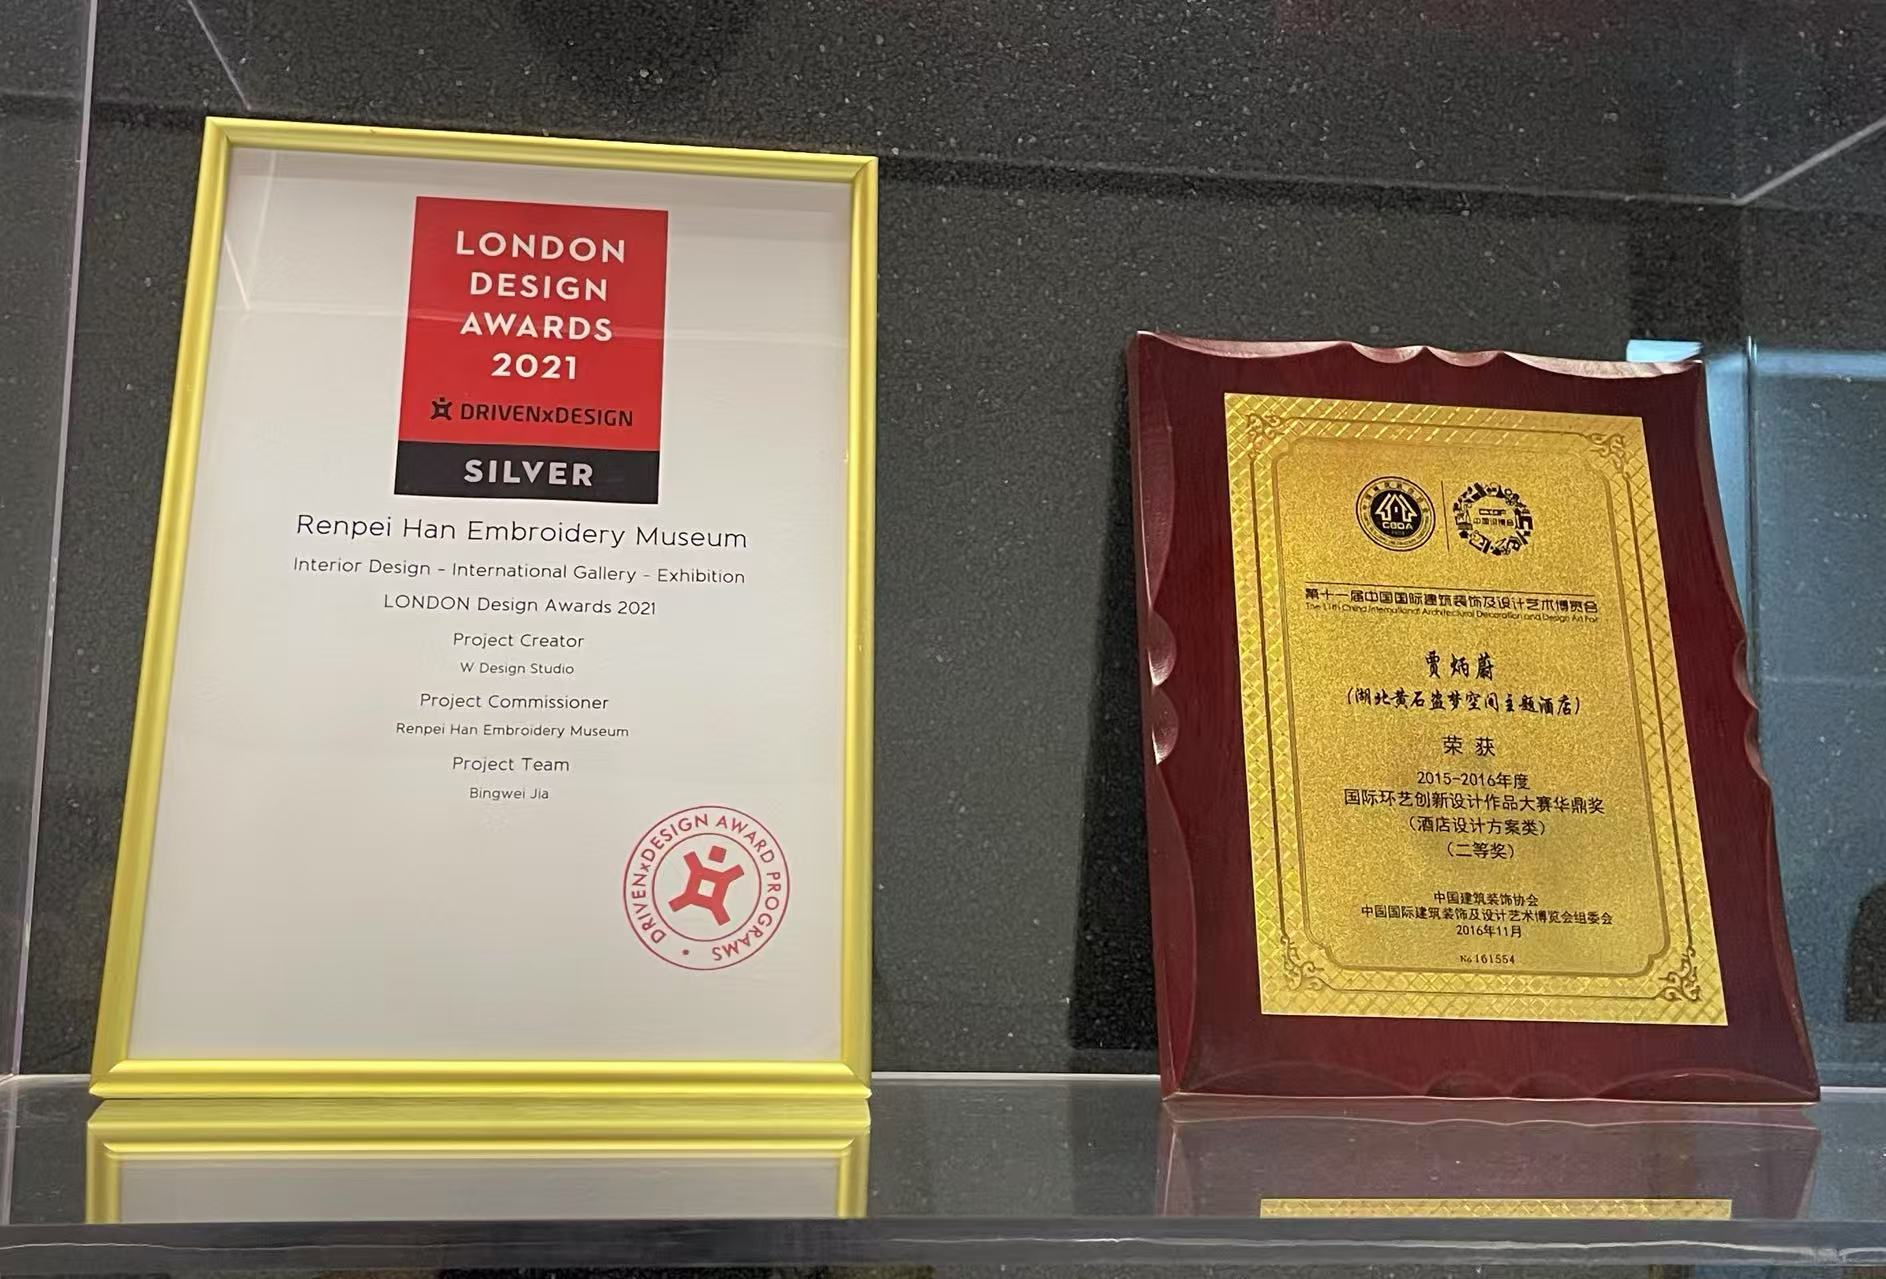 LONDON
DESIGN
AWARDS
2021
DRIVENxDESIGN
SILVER
Renpei Han Embroidery Museum
Interior Design - International Gallery - Exhibition
LONDON Design Awards 2021
Project Creator
W Design Studio
Project Commissioner
Renpei Han Embroidery Museum
Project Team
Bingwei Jia
DRIVENxDESIGN AWARD PROGRAMS
CBDA
中国设博会
第十一届中国国际建筑装饰及设计艺术博览会
The 11th China International Architectural Decoration and Design Art Fair
贾炳蔚
(湖北黄石盗梦空间主题酒店)
荣获
2015-2016年度
国际环艺创新设计作品大赛华鼎奖
(酒店设计方案类)
(二等奖)
中国建筑装饰协会
中国国际建筑装饰及设计艺术博览会组委会
2016年11月
No 161554